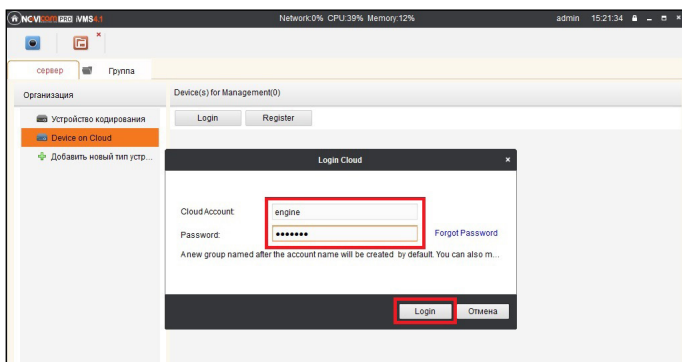 NOVIcam PRO iVMS4.1
Network:0% CPU:39% Memory:12%
admin 15:21:34
сервер Группа
Организация
Device(s) for Management(0)
Устройство кодирования
Login Register
Device on Cloud
Добавить новый тип устр...
Login Cloud
Cloud Account: engine
Password: •••••••
Forgot Password
A new group named after the account name will be created by default. You can also m...
Login Отмена